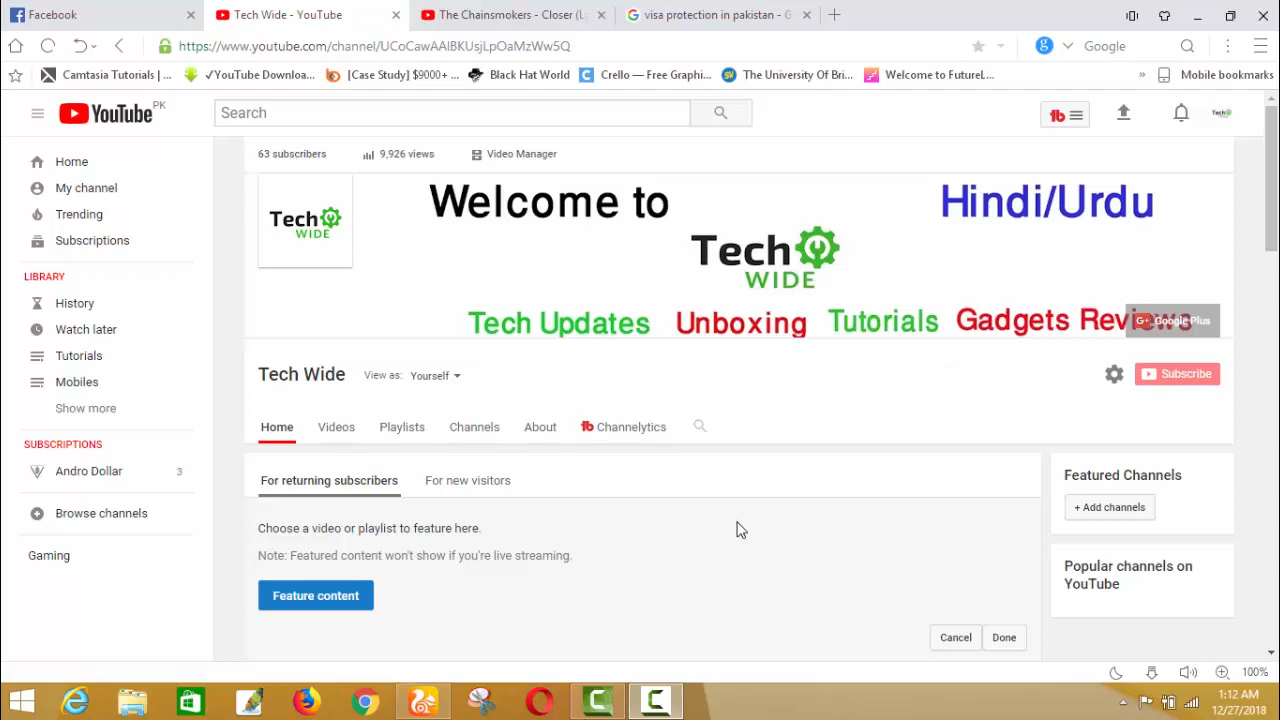 Facebook
Tech Wide - YouTube
The Chainsmokers - Closer (L
visa protection in pakistan - G
https://www.youtube.com/channel/UCoCawAAlBKUsjLpOaMzWw5Q
Google
Camtasia Tutorials | ...
✓YouTube Downloa...
[Case Study] $9000+ ...
Black Hat World
Crello — Free Graphi...
The University Of Bri...
Welcome to FutureL...
» Mobile bookmarks
YouTube PK
Search
Tech
63 subscribers
9,926 views
Video Manager
Home
My channel
Trending
Subscriptions
LIBRARY
History
Watch later
Tutorials
Mobiles
Show more
SUBSCRIPTIONS
Andro Dollar 3
Browse channels
Gaming
Tech
WIDE
Welcome to
Hindi/Urdu
Tech
WIDE
Tech Updates Unboxing Tutorials Gadgets Reviews
G+ Google Plus
Tech Wide
View as: Yourself
Subscribe
Home Videos Playlists Channels About Channelytics
For returning subscribers
For new visitors
Choose a video or playlist to feature here.
Note: Featured content won't show if you're live streaming.
Feature content
Cancel
Done
Featured Channels
+ Add channels
Popular channels on
YouTube
100%
1:12 AM
12/27/2018